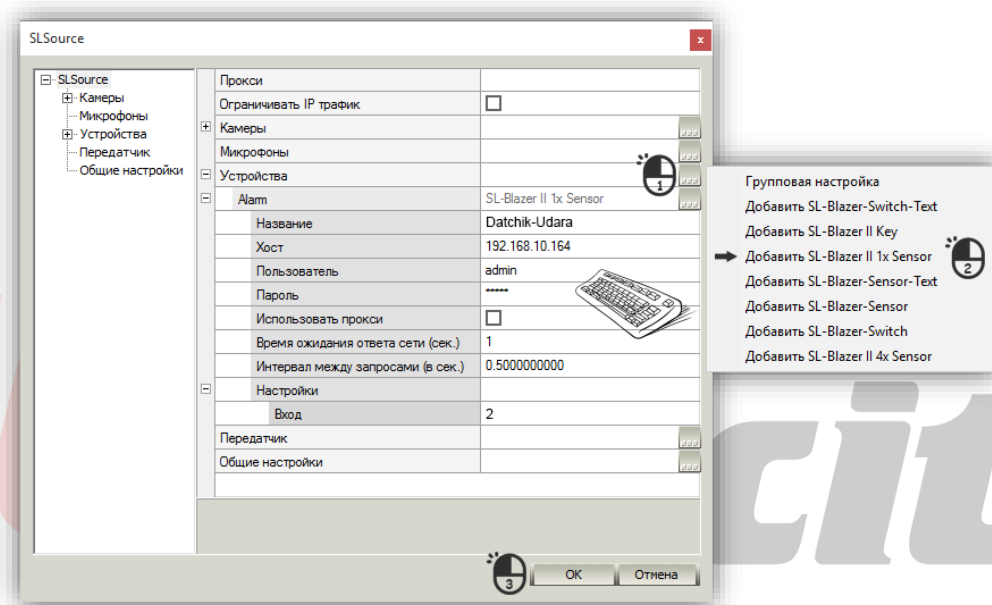 SLSource
x
SLSource
Камеры
Микрофоны
Устройства
Передатчик
Общие настройки
Прокси
Ограничивать IP трафик
Камеры
Микрофоны
Устройства
1
Alarm SL-Blazer II 1x Sensor
Название Datchik-Udara
Хост 192.168.10.164
Пользователь admin
Пароль *****
Использовать прокси
Время ожидания ответа сети (сек.) 1
Интервал между запросами (в сек.) 0.5000000000
Настройки
Вход 2
Передатчик
Общие настройки
3
OK Отмена
Групповая настройка
Добавить SL-Blazer-Switch-Text
Добавить SL-Blazer II Key
Добавить SL-Blazer II 1x Sensor
2
Добавить SL-Blazer-Sensor-Text
Добавить SL-Blazer-Sensor
Добавить SL-Blazer-Switch
Добавить SL-Blazer II 4x Sensor
cit